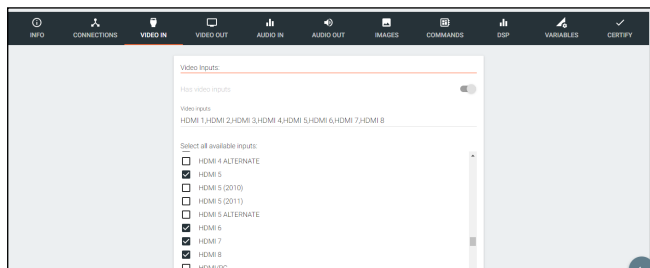 INFO
CONNECTIONS
VIDEO IN
VIDEO OUT
AUDIO IN
AUDIO OUT
IMAGES
COMMANDS
DSP
VARIABLES
CERTIFY
Video Inputs:
Has video inputs
Video inputs
HDMI 1,HDMI 2,HDMI 3,HDMI 4,HDMI 5,HDMI 6,HDMI 7,HDMI 8
Select all available inputs:
HDMI 4 ALTERNATE
HDMI 5
HDMI 5 (2010)
HDMI 5 (2011)
HDMI 5 ALTERNATE
HDMI 6
HDMI 7
HDMI 8